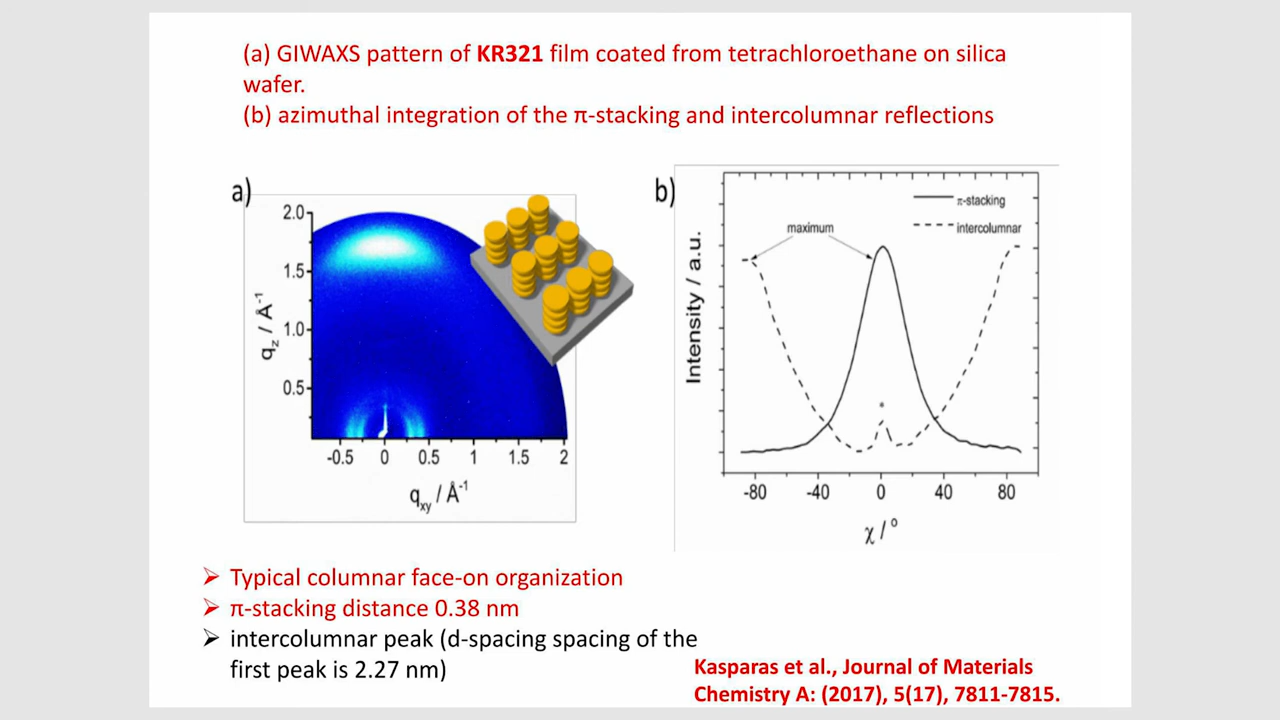 (a) GIWAXS pattern of KR321 film coated from tetrachloroethane on silica
wafer.
(b) azimuthal integration of the π-stacking and intercolumnar reflections
a)
2.0
1.5
1.0
0.5
q_z / Å⁻¹
-0.5 0 0.5 1 1.5 2
q_xy / Å⁻¹
b)
π-stacking
intercolumnar
maximum
*
Intensity / a.u.
-80 -40 0 40 80
χ / °
➢ Typical columnar face-on organization
➢ π-stacking distance 0.38 nm
➢ intercolumnar peak (d-spacing spacing of the
first peak is 2.27 nm)
Kasparas et al., Journal of Materials
Chemistry A: (2017), 5(17), 7811-7815.